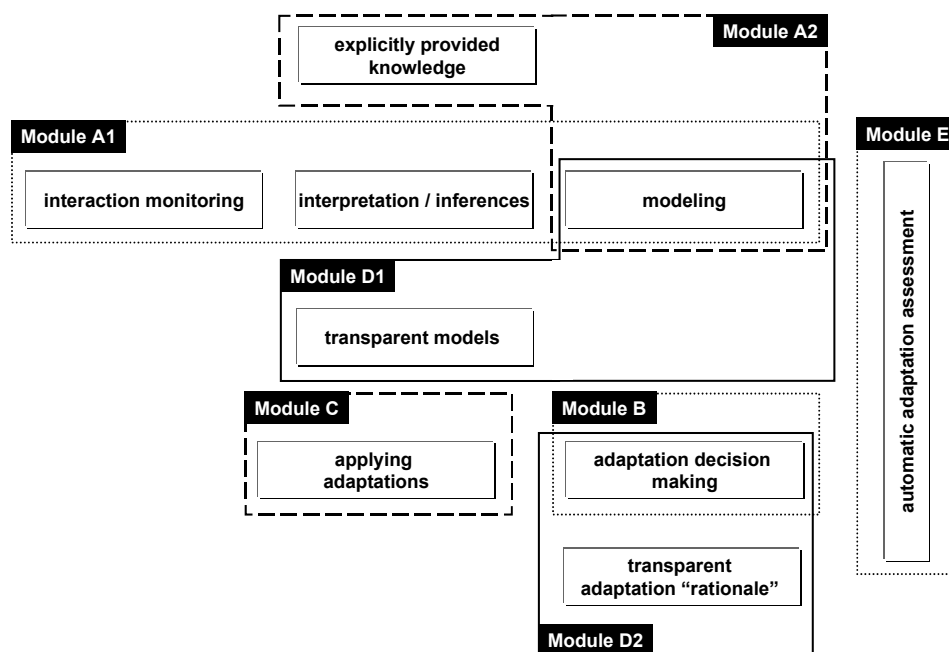 explicitly provided
knowledge
Module A2
Module A1
Module E
interaction monitoring
interpretation / inferences
modeling
automatic adaptation assessment
Module D1
transparent models
Module C
Module B
applying
adaptations
adaptation decision
making
transparent
adaptation “rationale”
Module D2